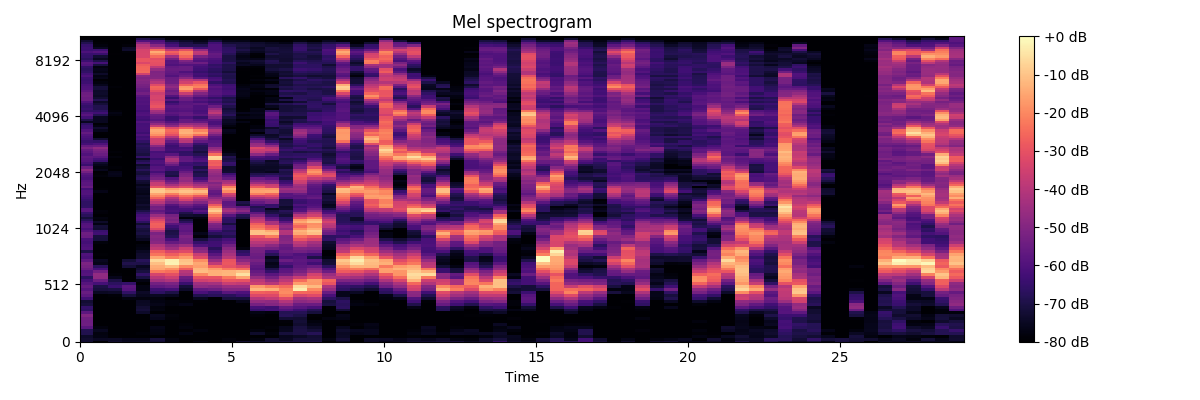 Mel spectrogram
8192
4096
2048
1024
512
0
Hz
0 5 10 15 20 25
Time
+0 dB
-10 dB
-20 dB
-30 dB
-40 dB
-50 dB
-60 dB
-70 dB
-80 dB